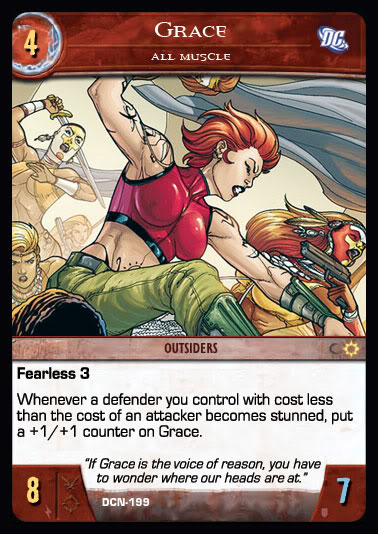 4
Grace
ALL MUSCLE
DC
OUTSIDERS
C
Fearless 3
Whenever a defender you control with cost less
than the cost of an attacker becomes stunned, put
a +1/+1 counter on Grace.
"If Grace is the voice of reason, you have
to wonder where our heads are at."
8
DCN-199
7